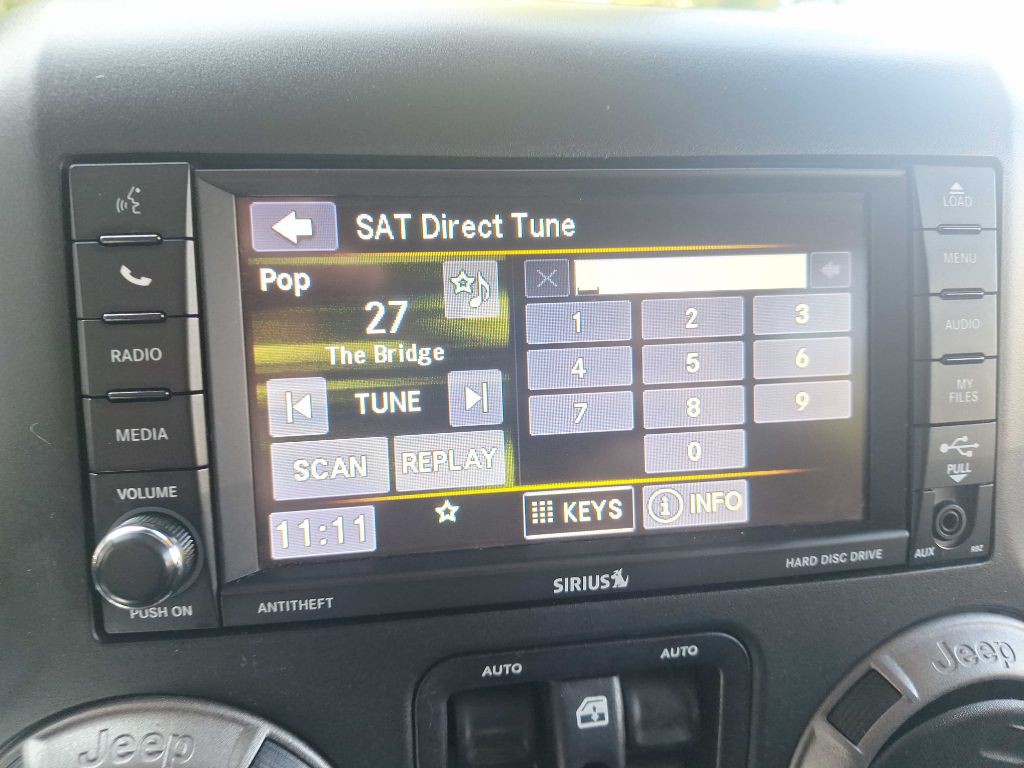 LOAD
SAT Direct Tune
MENU
Pop
27
1 2 3
The Bridge
AUDIO
RADIO
4 5 6
TUNE
MY
FILES
7 8 9
MEDIA
SCAN REPLAY
0
PULL
VOLUME
11:11
KEYS
INFO
AUX
RBZ
HARD DISC DRIVE
SIRIUS
PUSH ON
ANTITHEFT
AUTO
AUTO
Jeep
Jeep